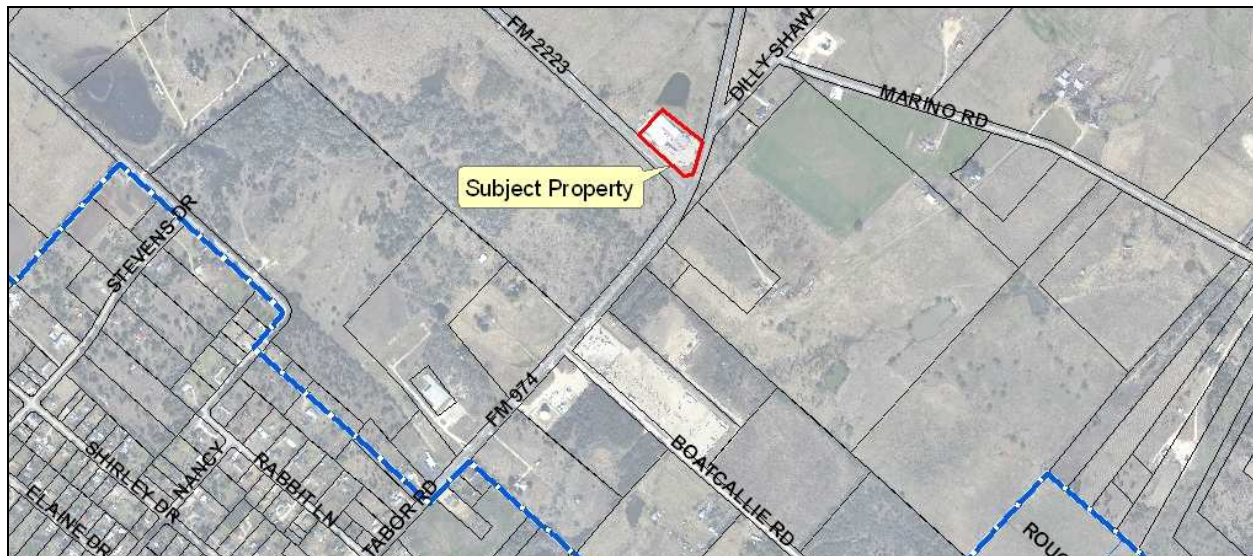 FM 2223
DILLY SHAW
MARINO RD
Subject Property
STEVENS DR
FM 974
BOATCALLIE RD
NANCY
RABBIT LN
SHIRLEY DR
TABOR RD
ELAINE DR
ROUG